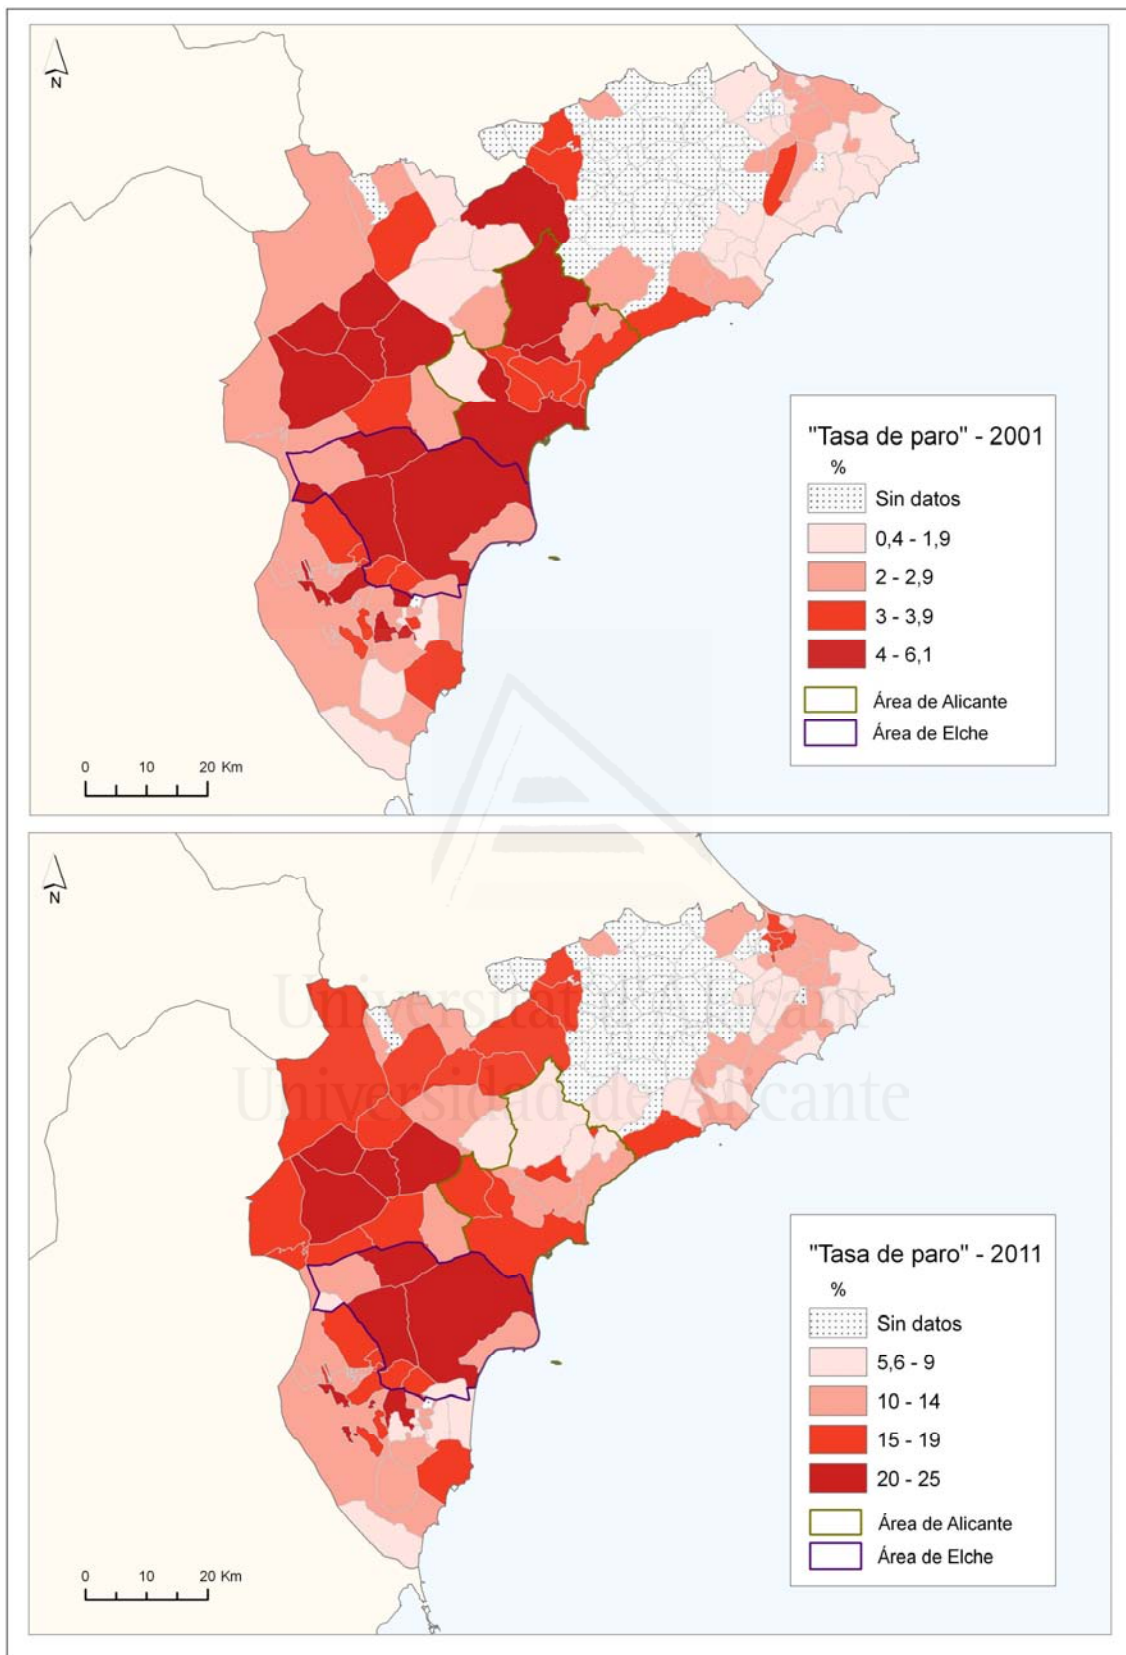 N
"Tasa de paro" - 2001
%
Sin datos
0,4 - 1,9
2 - 2,9
3 - 3,9
4 - 6,1
Área de Alicante
Área de Elche
0 10 20 Km
N
Universitat d'Alacant
Universidad de Alicante
"Tasa de paro" - 2011
%
Sin datos
5,6 - 9
10 - 14
15 - 19
20 - 25
Área de Alicante
Área de Elche
0 10 20 Km